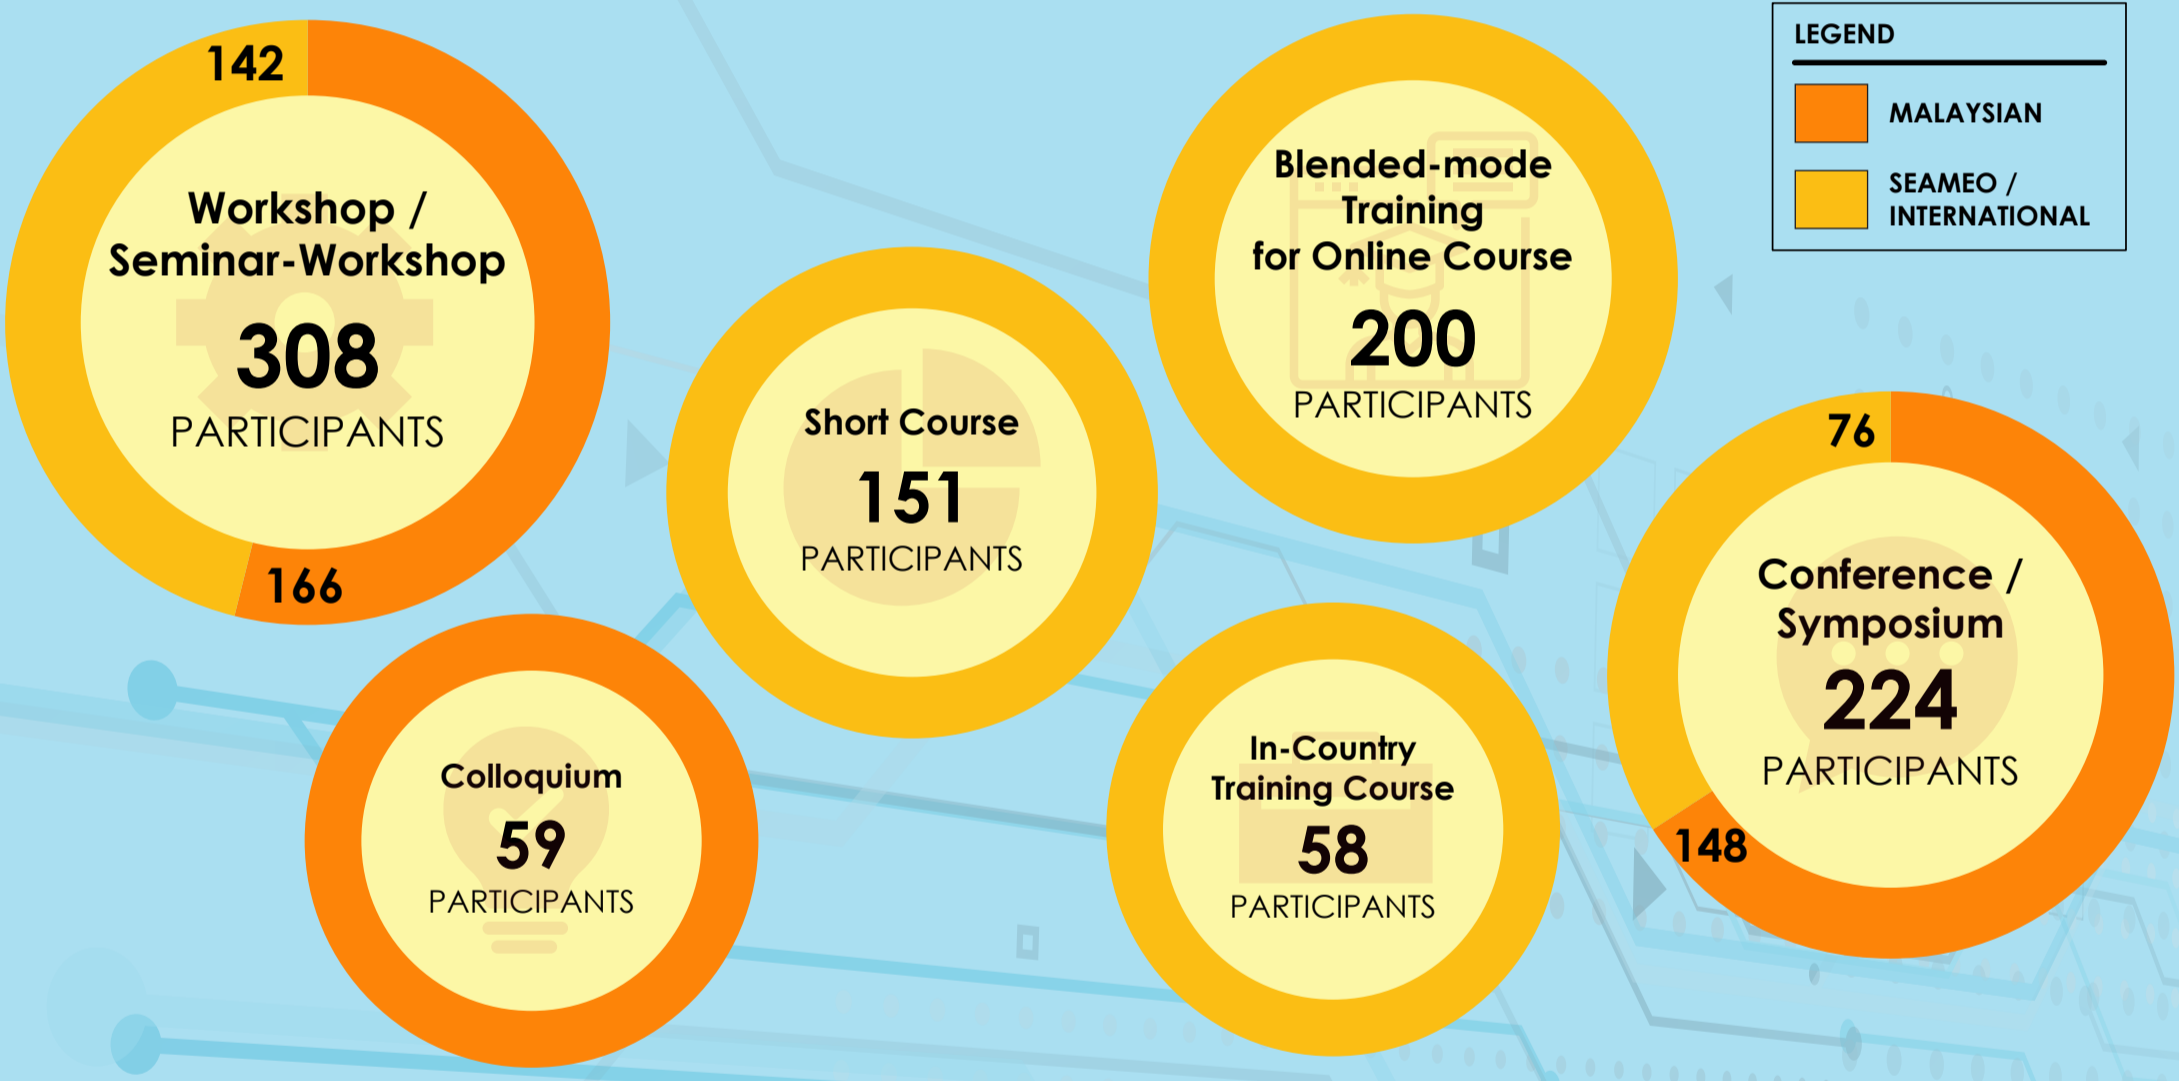 142
Workshop /
Seminar-Workshop
308
PARTICIPANTS
166
Short Course
151
PARTICIPANTS
Blended-mode
Training
for Online Course
200
PARTICIPANTS
LEGEND
MALAYSIAN
SEAMEO /
INTERNATIONAL
Colloquium
59
PARTICIPANTS
In-Country
Training Course
58
PARTICIPANTS
76
Conference /
Symposium
224
PARTICIPANTS
148